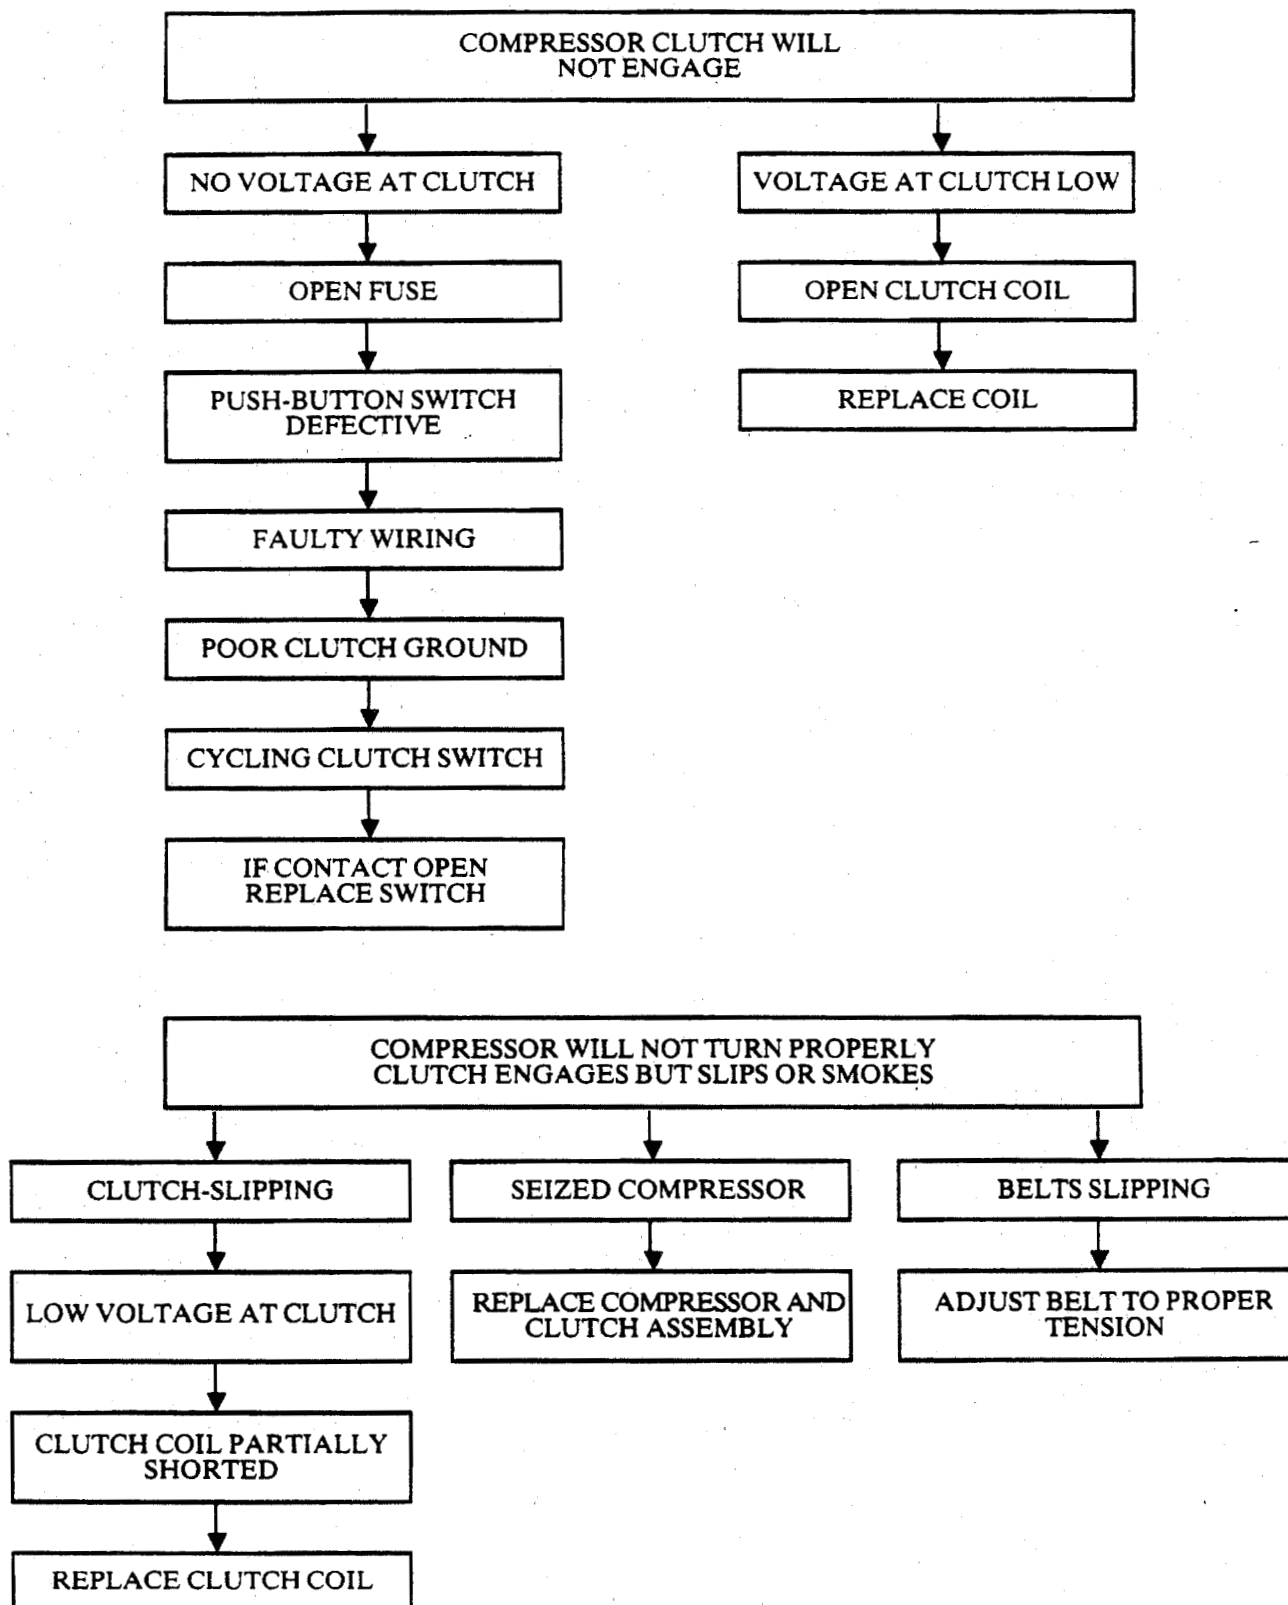 COMPRESSOR CLUTCH WILL
NOT ENGAGE
NO VOLTAGE AT CLUTCH
OPEN FUSE
PUSH-BUTTON SWITCH
DEFECTIVE
FAULTY WIRING
POOR CLUTCH GROUND
CYCLING CLUTCH SWITCH
IF CONTACT OPEN
REPLACE SWITCH
VOLTAGE AT CLUTCH LOW
OPEN CLUTCH COIL
REPLACE COIL
COMPRESSOR WILL NOT TURN PROPERLY
CLUTCH ENGAGES BUT SLIPS OR SMOKES
CLUTCH-SLIPPING
LOW VOLTAGE AT CLUTCH
CLUTCH COIL PARTIALLY
SHORTED
REPLACE CLUTCH COIL
SEIZED COMPRESSOR
REPLACE COMPRESSOR AND
CLUTCH ASSEMBLY
BELTS SLIPPING
ADJUST BELT TO PROPER
TENSION